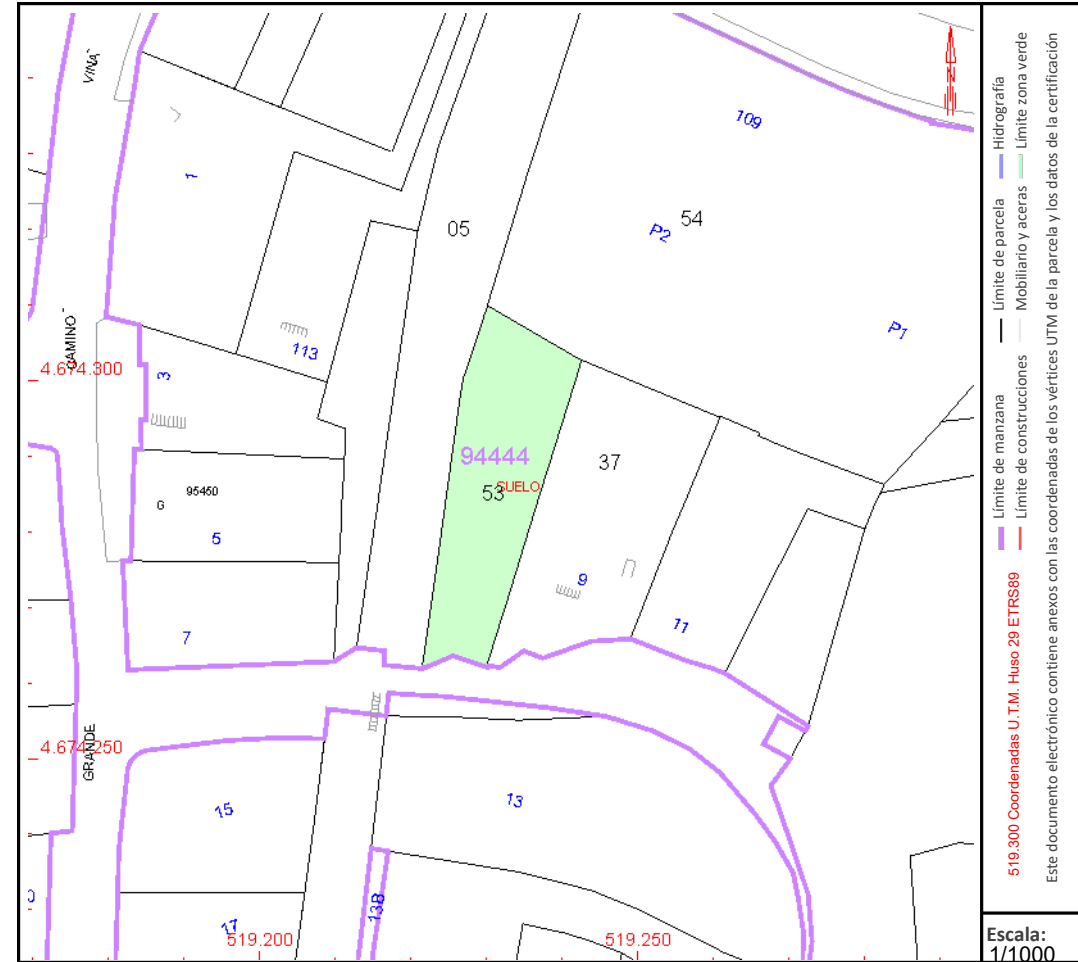 VIÑA
109
1
54
05
P2
P1
CAMINO
113
4.674.300
3
94444
37
53
SUELO
95450
G
5
9
11
7
4.674.250
GRANDE
13
15
13B
17
519.200
519.250
N
Límite de manzana
Límite de parcela
Hidrografía
Límite de construcciones
Mobiliario y aceras
Límite zona verde
519.300 Coordenadas U.T.M. Huso 29 ETRS89
Este documento electrónico contiene anexos con las coordenadas de los vértices UTM de la parcela y los datos de la certificación
Escala:
1/1000